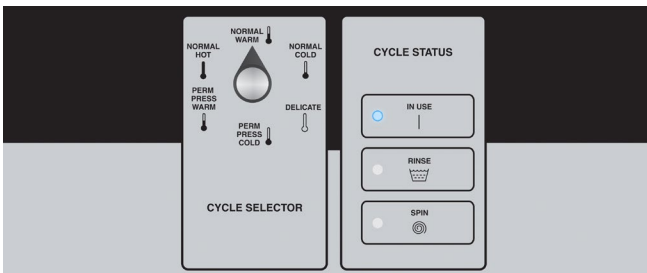 NORMAL
WARM
NORMAL
HOT
NORMAL
COLD
PERM
PRESS
WARM
DELICATE
PERM
PRESS
COLD
CYCLE SELECTOR
CYCLE STATUS
IN USE
RINSE
SPIN